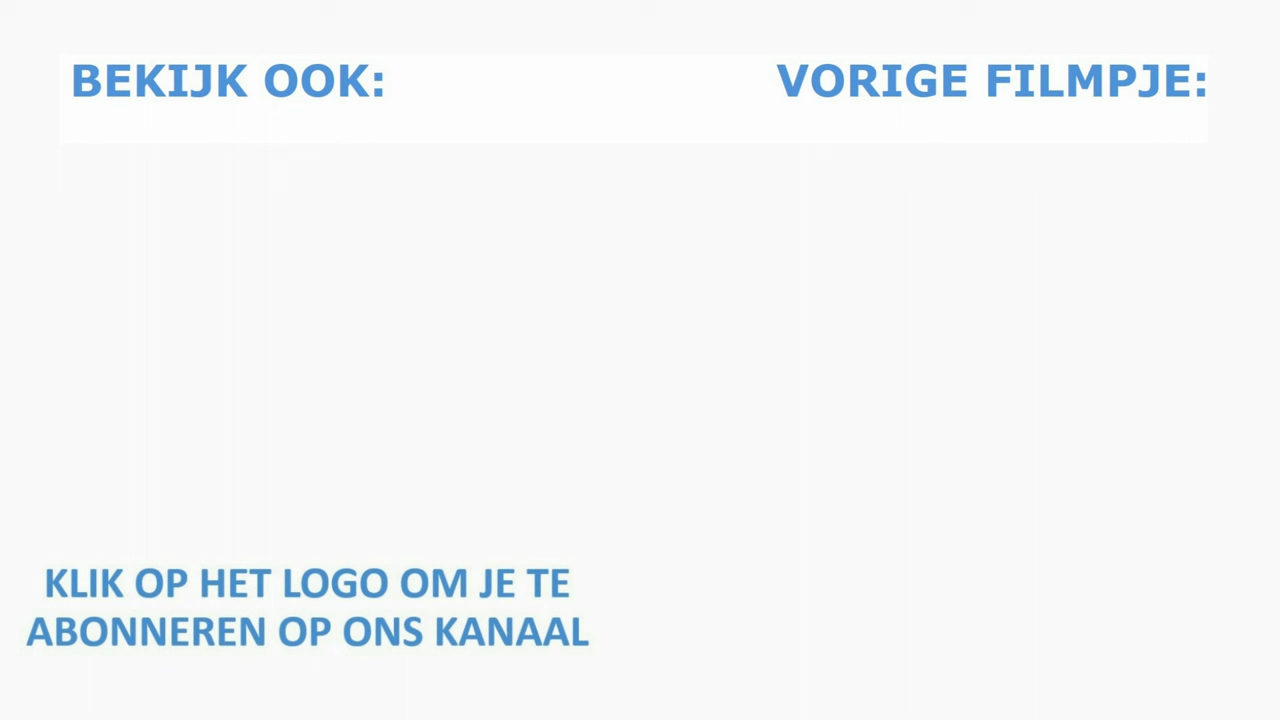 BEKIJK OOK:
VORIGE FILMPJE:
KLIK OP HET LOGO OM JE TE
ABONNEREN OP ONS KANAAL